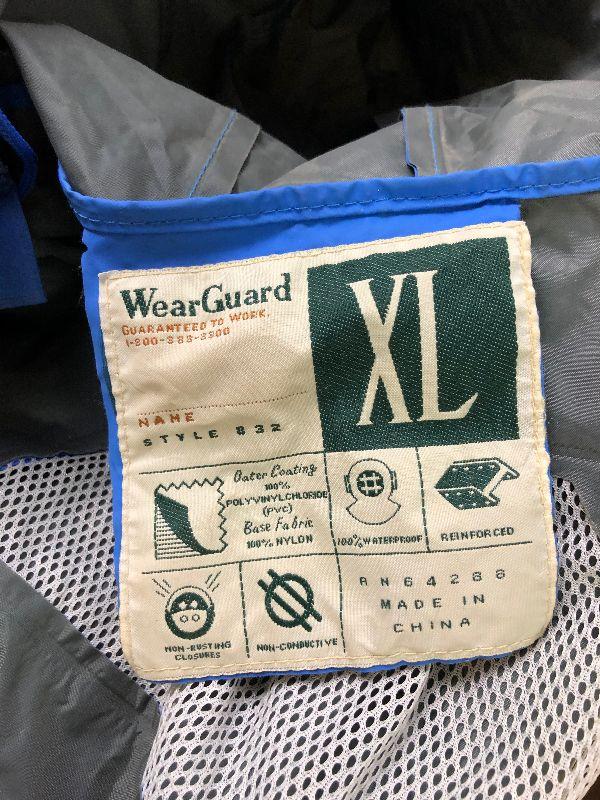 WearGuard
GUARANTEED TO WORK.
1-800-388-3300
XL
NAME
STYLE 832
Outer Coating
100%
POLYVINYLCHLORIDE
(PVC)
Base Fabric
100% NYLON
100% WATERPROOF
REINFORCED
NON-RUSTING
CLOSURES
NON-CONDUCTIVE
RN 64288
MADE IN
CHINA